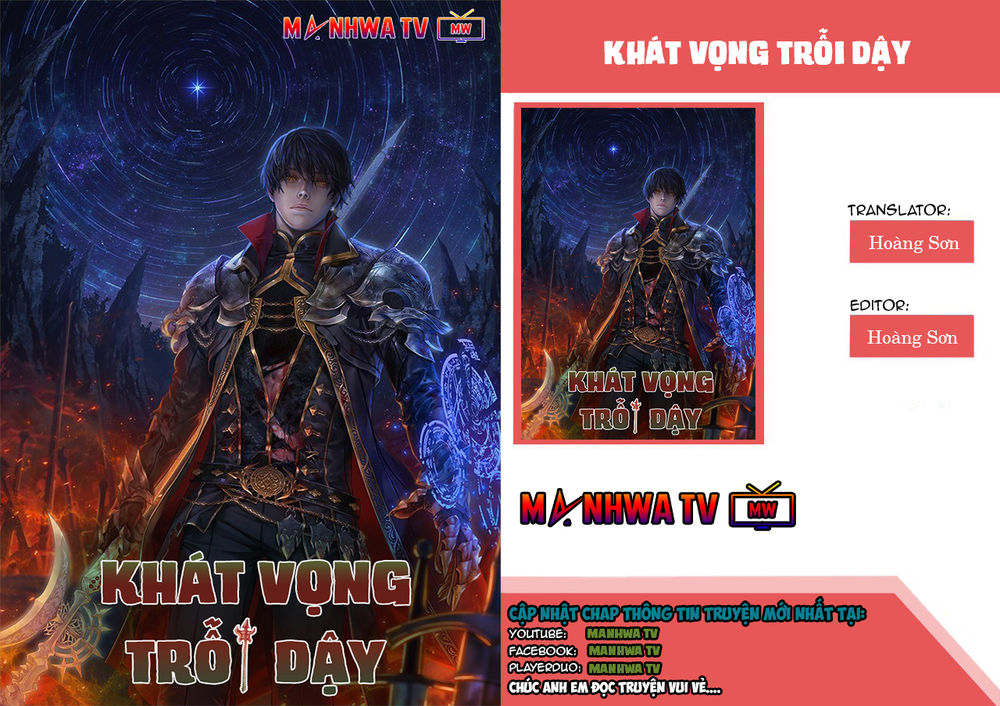 MANHWA TV MW
KHÁT VỌNG
TRỖI DẬY
KHÁT VỌNG TRỖI DẬY
KHÁT VỌNG
TRỖI DẬY
TRANSLATOR:
Hoàng Sơn
EDITOR:
Hoàng Sơn
MANHWA TV MW
CẬP NHẬT CHAP THÔNG TIN TRUYỆN MỚI NHẤT TẠI:
YOUTUBE: MANHWA TV
FACEBOOK: MANHWA TV
PLAYERDUO: MANHWA TV
CHÚC ANH EM ĐỌC TRUYỆN VUI VẺ....